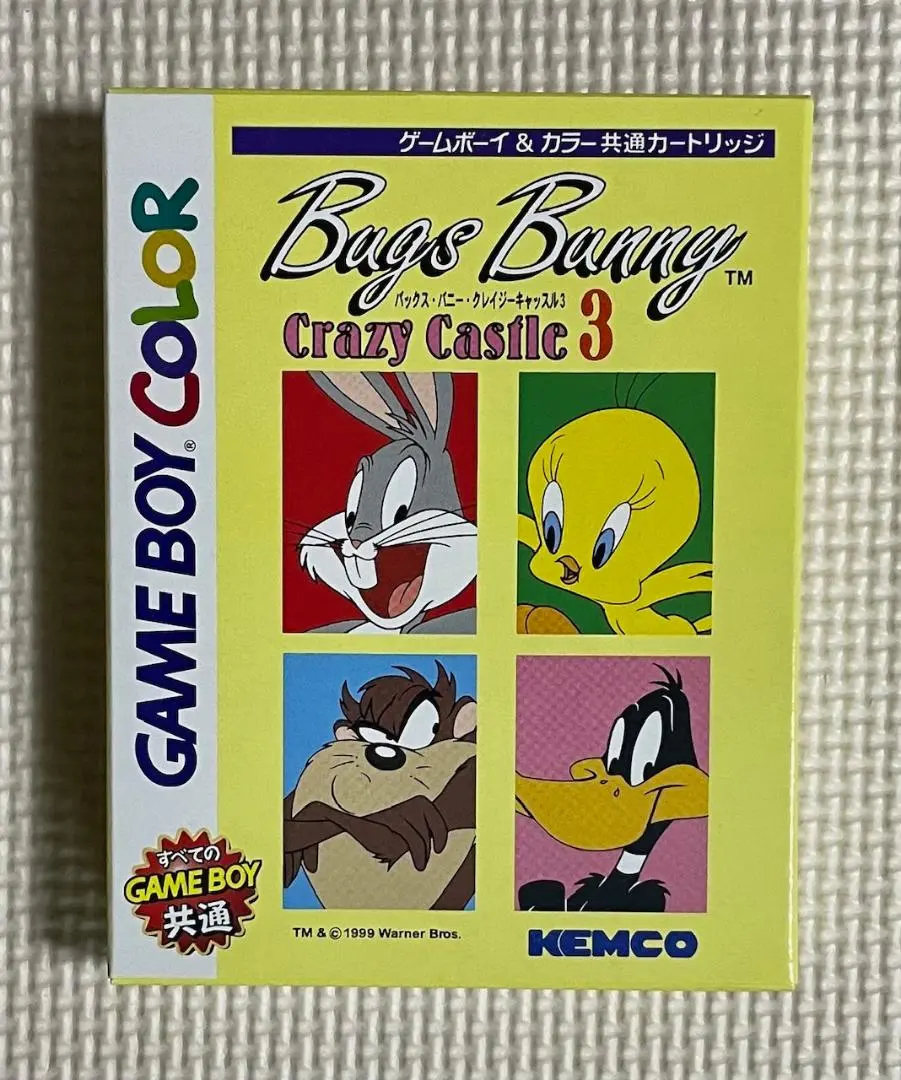 ゲームボーイ & カラー共通カートリッジ
Bugs Bunny™
バックス・バニー・クレイジーキャッスル3
Crazy Castle 3
GAME BOY® COLOR
すべての
GAME BOY
共通
TM & © 1999 Warner Bros.
KEMCO